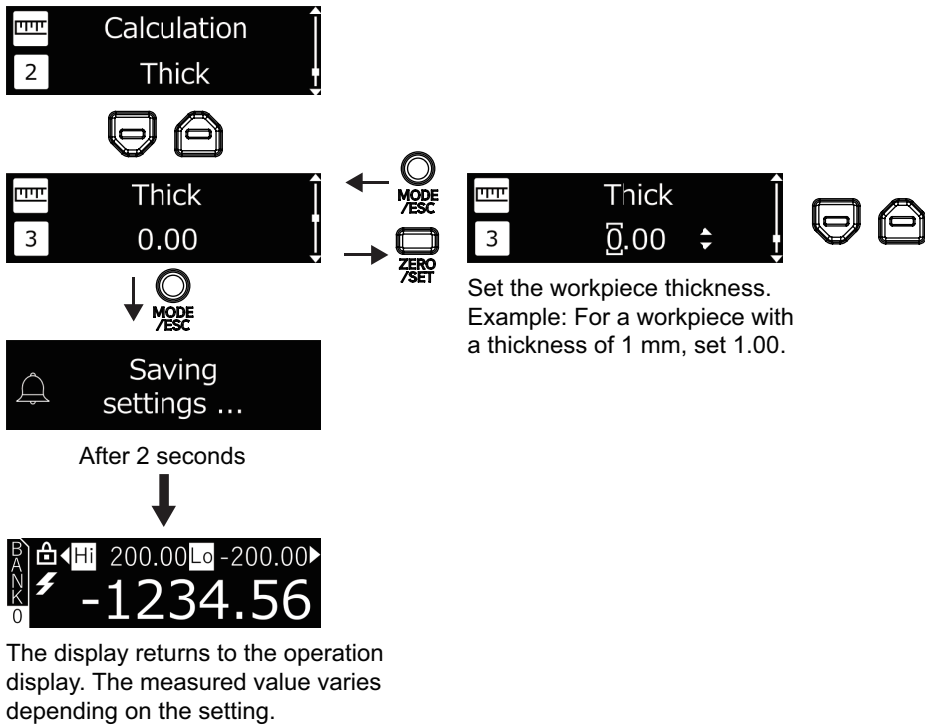 Calculation
2 Thick
Thick
3 0.00
MODE
/ESC
ZERO
/SET
Thick
3 0.00
Set the workpiece thickness.
Example: For a workpiece with
a thickness of 1 mm, set 1.00.
MODE
/ESC
Saving
settings ...
After 2 seconds
BANK
0
Hi 200.00 Lo -200.00
-1234.56
The display returns to the operation
display. The measured value varies
depending on the setting.